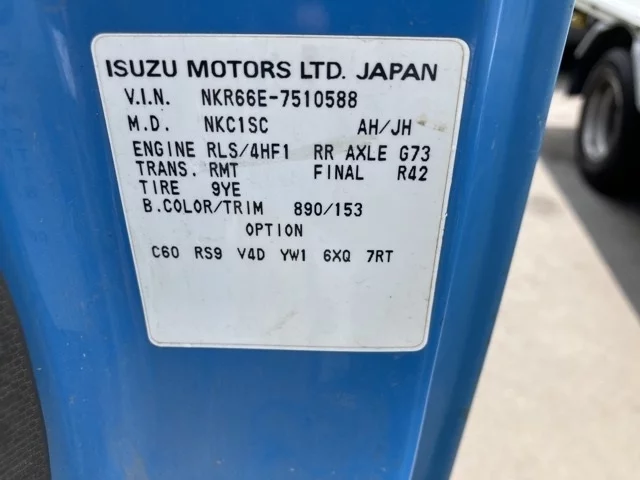 ISUZU MOTORS LTD. JAPAN
V.I.N. NKR66E-7510588
M.D. NKC1SC AH/JH
ENGINE RLS/4HF1 RR AXLE G73
TRANS. RMT FINAL R42
TIRE 9YE
B.COLOR/TRIM 890/153
OPTION
C60 RS9 V4D YW1 6XQ 7RT